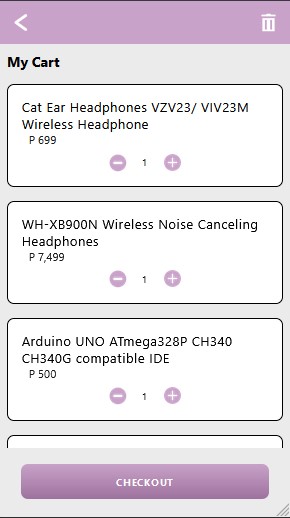 My Cart
Cat Ear Headphones VZV23/ VIV23M
Wireless Headphone
P 699
1
WH-XB900N Wireless Noise Canceling
Headphones
P 7,499
1
Arduino UNO ATmega328P CH340
CH340G compatible IDE
P 500
1
CHECKOUT